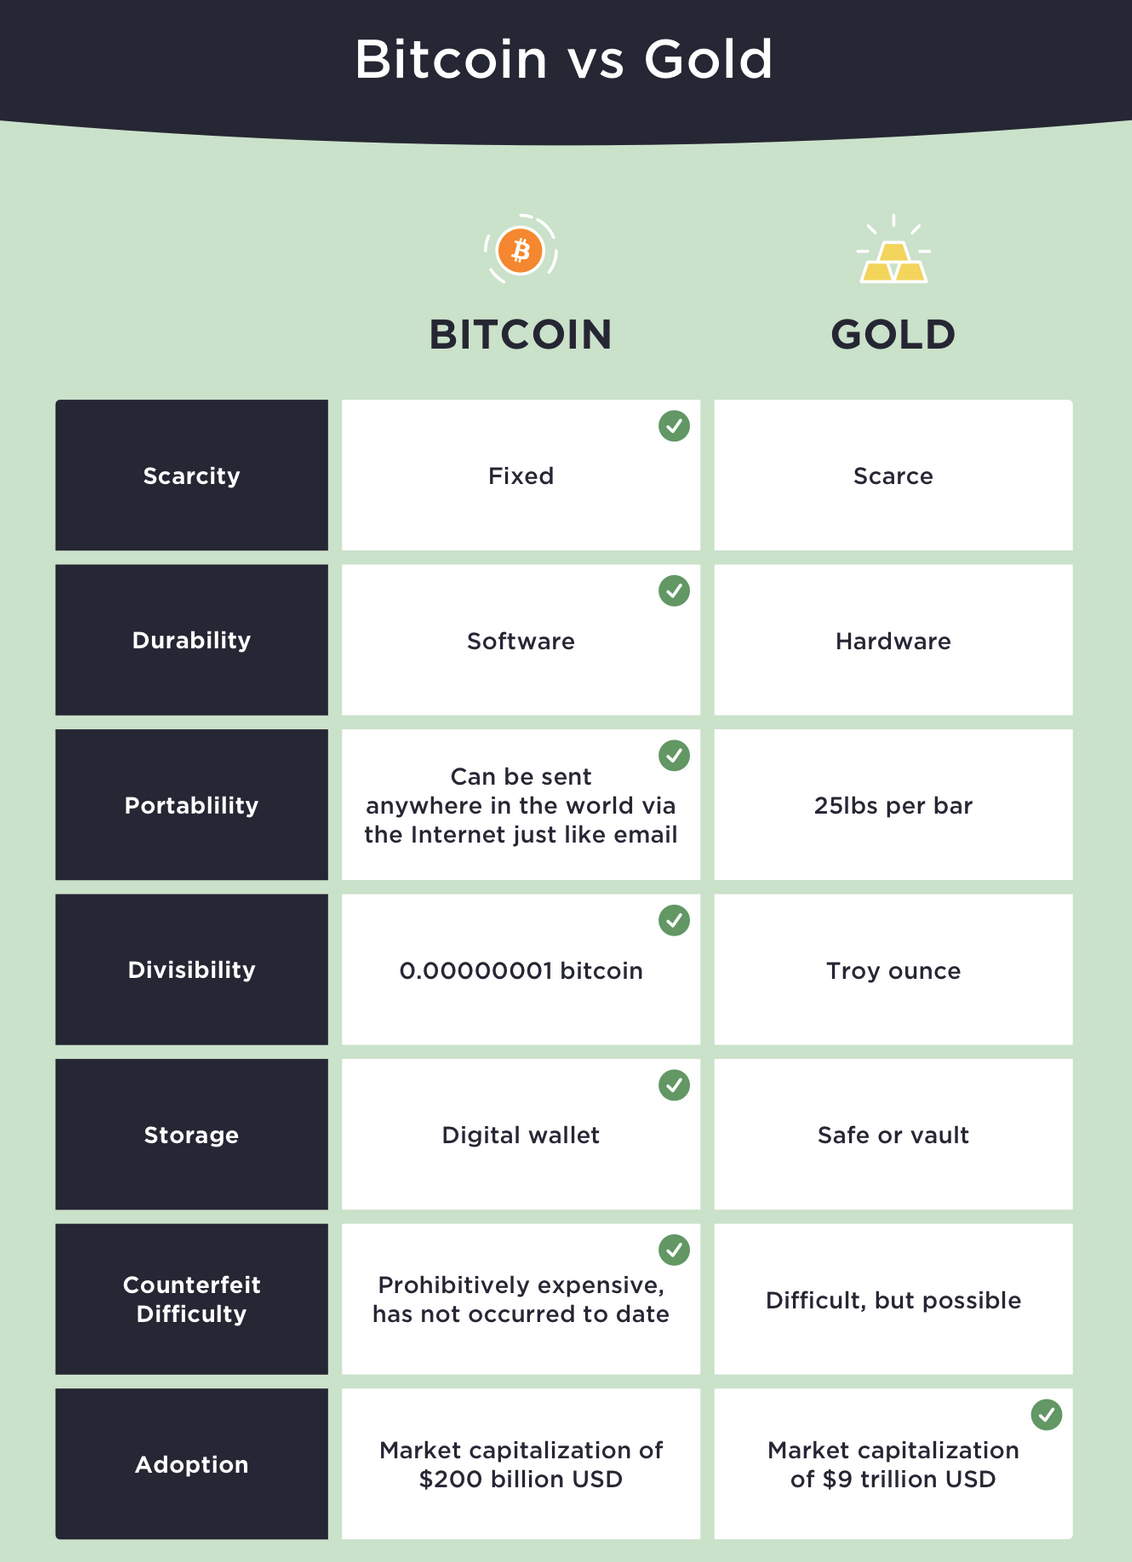 Bitcoin vs Gold
BITCOIN
GOLD
Scarcity
Fixed
Scarce
Durability
Software
Hardware
Portablility
Can be sent
anywhere in the world via
the Internet just like email
25lbs per bar
Divisibility
0.00000001 bitcoin
Troy ounce
Storage
Digital wallet
Safe or vault
Counterfeit
Difficulty
Prohibitively expensive,
has not occurred to date
Difficult, but possible
Adoption
Market capitalization of
$200 billion USD
Market capitalization
of $9 trillion USD